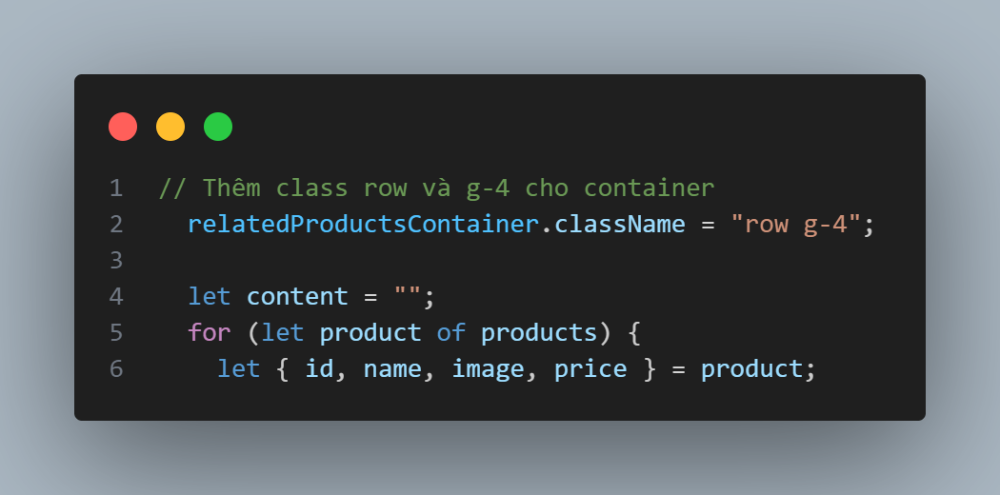 1 // Thêm class row và g-4 cho container
2 relatedProductsContainer.className = "row g-4";
3
4 let content = "";
5 for (let product of products) {
6 let { id, name, image, price } = product;